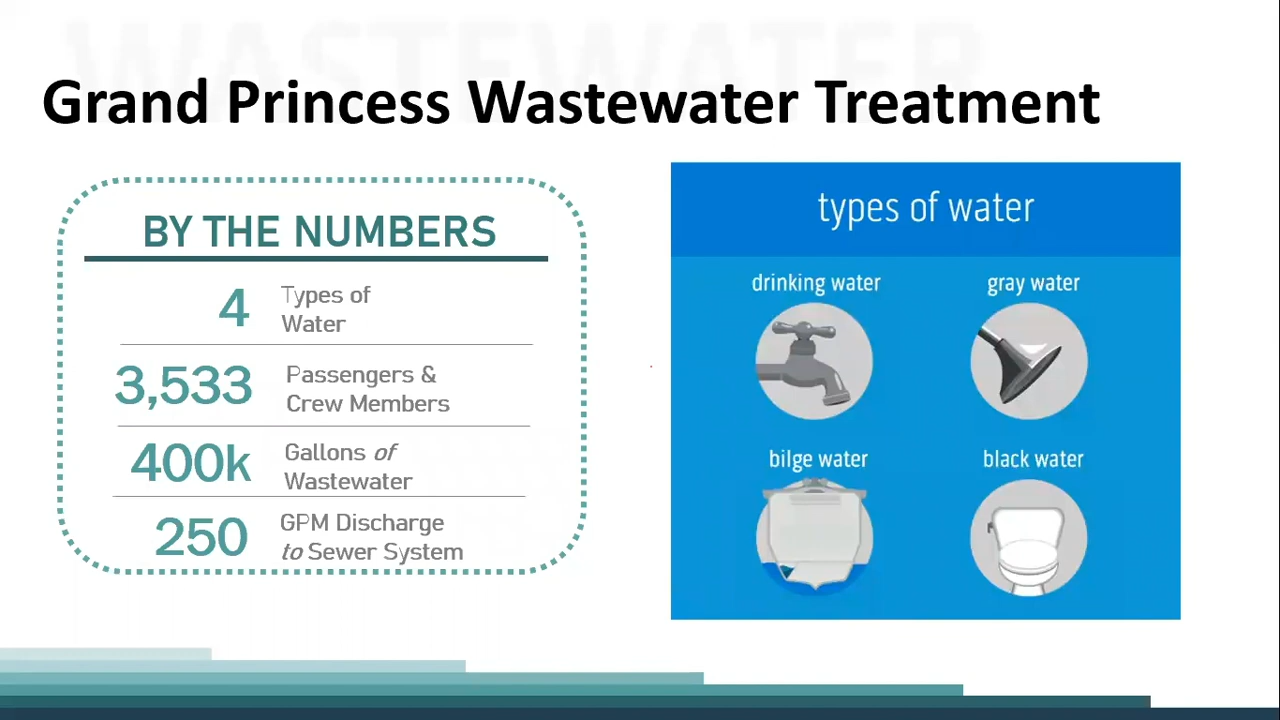 WASTEWATER
Grand Princess Wastewater Treatment
BY THE NUMBERS
4
Types of
Water
3,533
Passengers &
Crew Members
400k
Gallons of
Wastewater
250
GPM Discharge
to Sewer System
types of water
drinking water
gray water
bilge water
black water